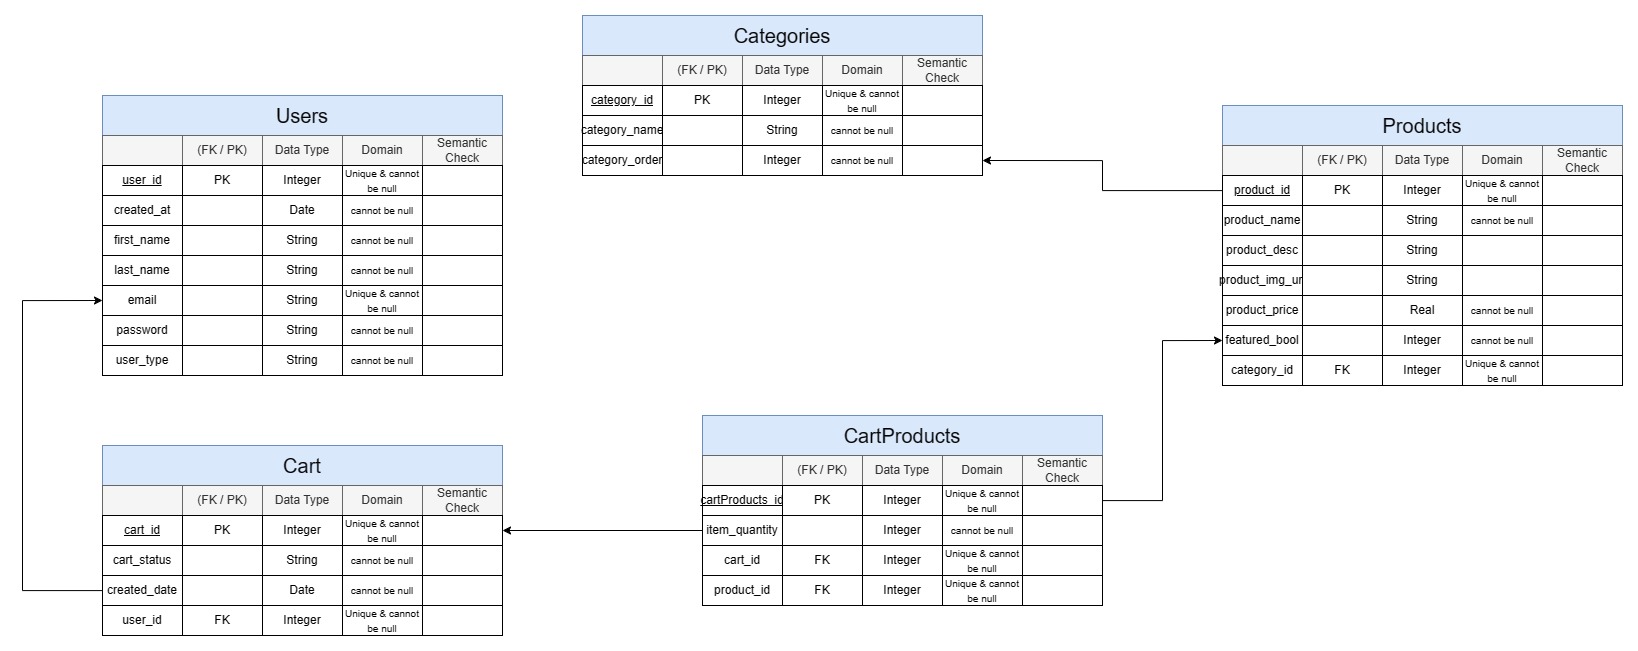 Categories
(FK / PK) Data Type Domain Semantic Check
category_id PK Integer Unique & cannot be null
category_name String cannot be null
category_order Integer cannot be null
Users
(FK / PK) Data Type Domain Semantic Check
user_id PK Integer Unique & cannot be null
created_at Date cannot be null
first_name String cannot be null
last_name String cannot be null
email String Unique & cannot be null
password String cannot be null
user_type String cannot be null
Products
(FK / PK) Data Type Domain Semantic Check
product_id PK Integer Unique & cannot be null
product_name String cannot be null
product_desc String
product_img_ur String
product_price Real cannot be null
featured_bool Integer cannot be null
category_id FK Integer Unique & cannot be null
Cart
(FK / PK) Data Type Domain Semantic Check
cart_id PK Integer Unique & cannot be null
cart_status String cannot be null
created_date Date cannot be null
user_id FK Integer Unique & cannot be null
CartProducts
(FK / PK) Data Type Domain Semantic Check
cartProducts_id PK Integer Unique & cannot be null
item_quantity Integer cannot be null
cart_id FK Integer Unique & cannot be null
product_id FK Integer Unique & cannot be null